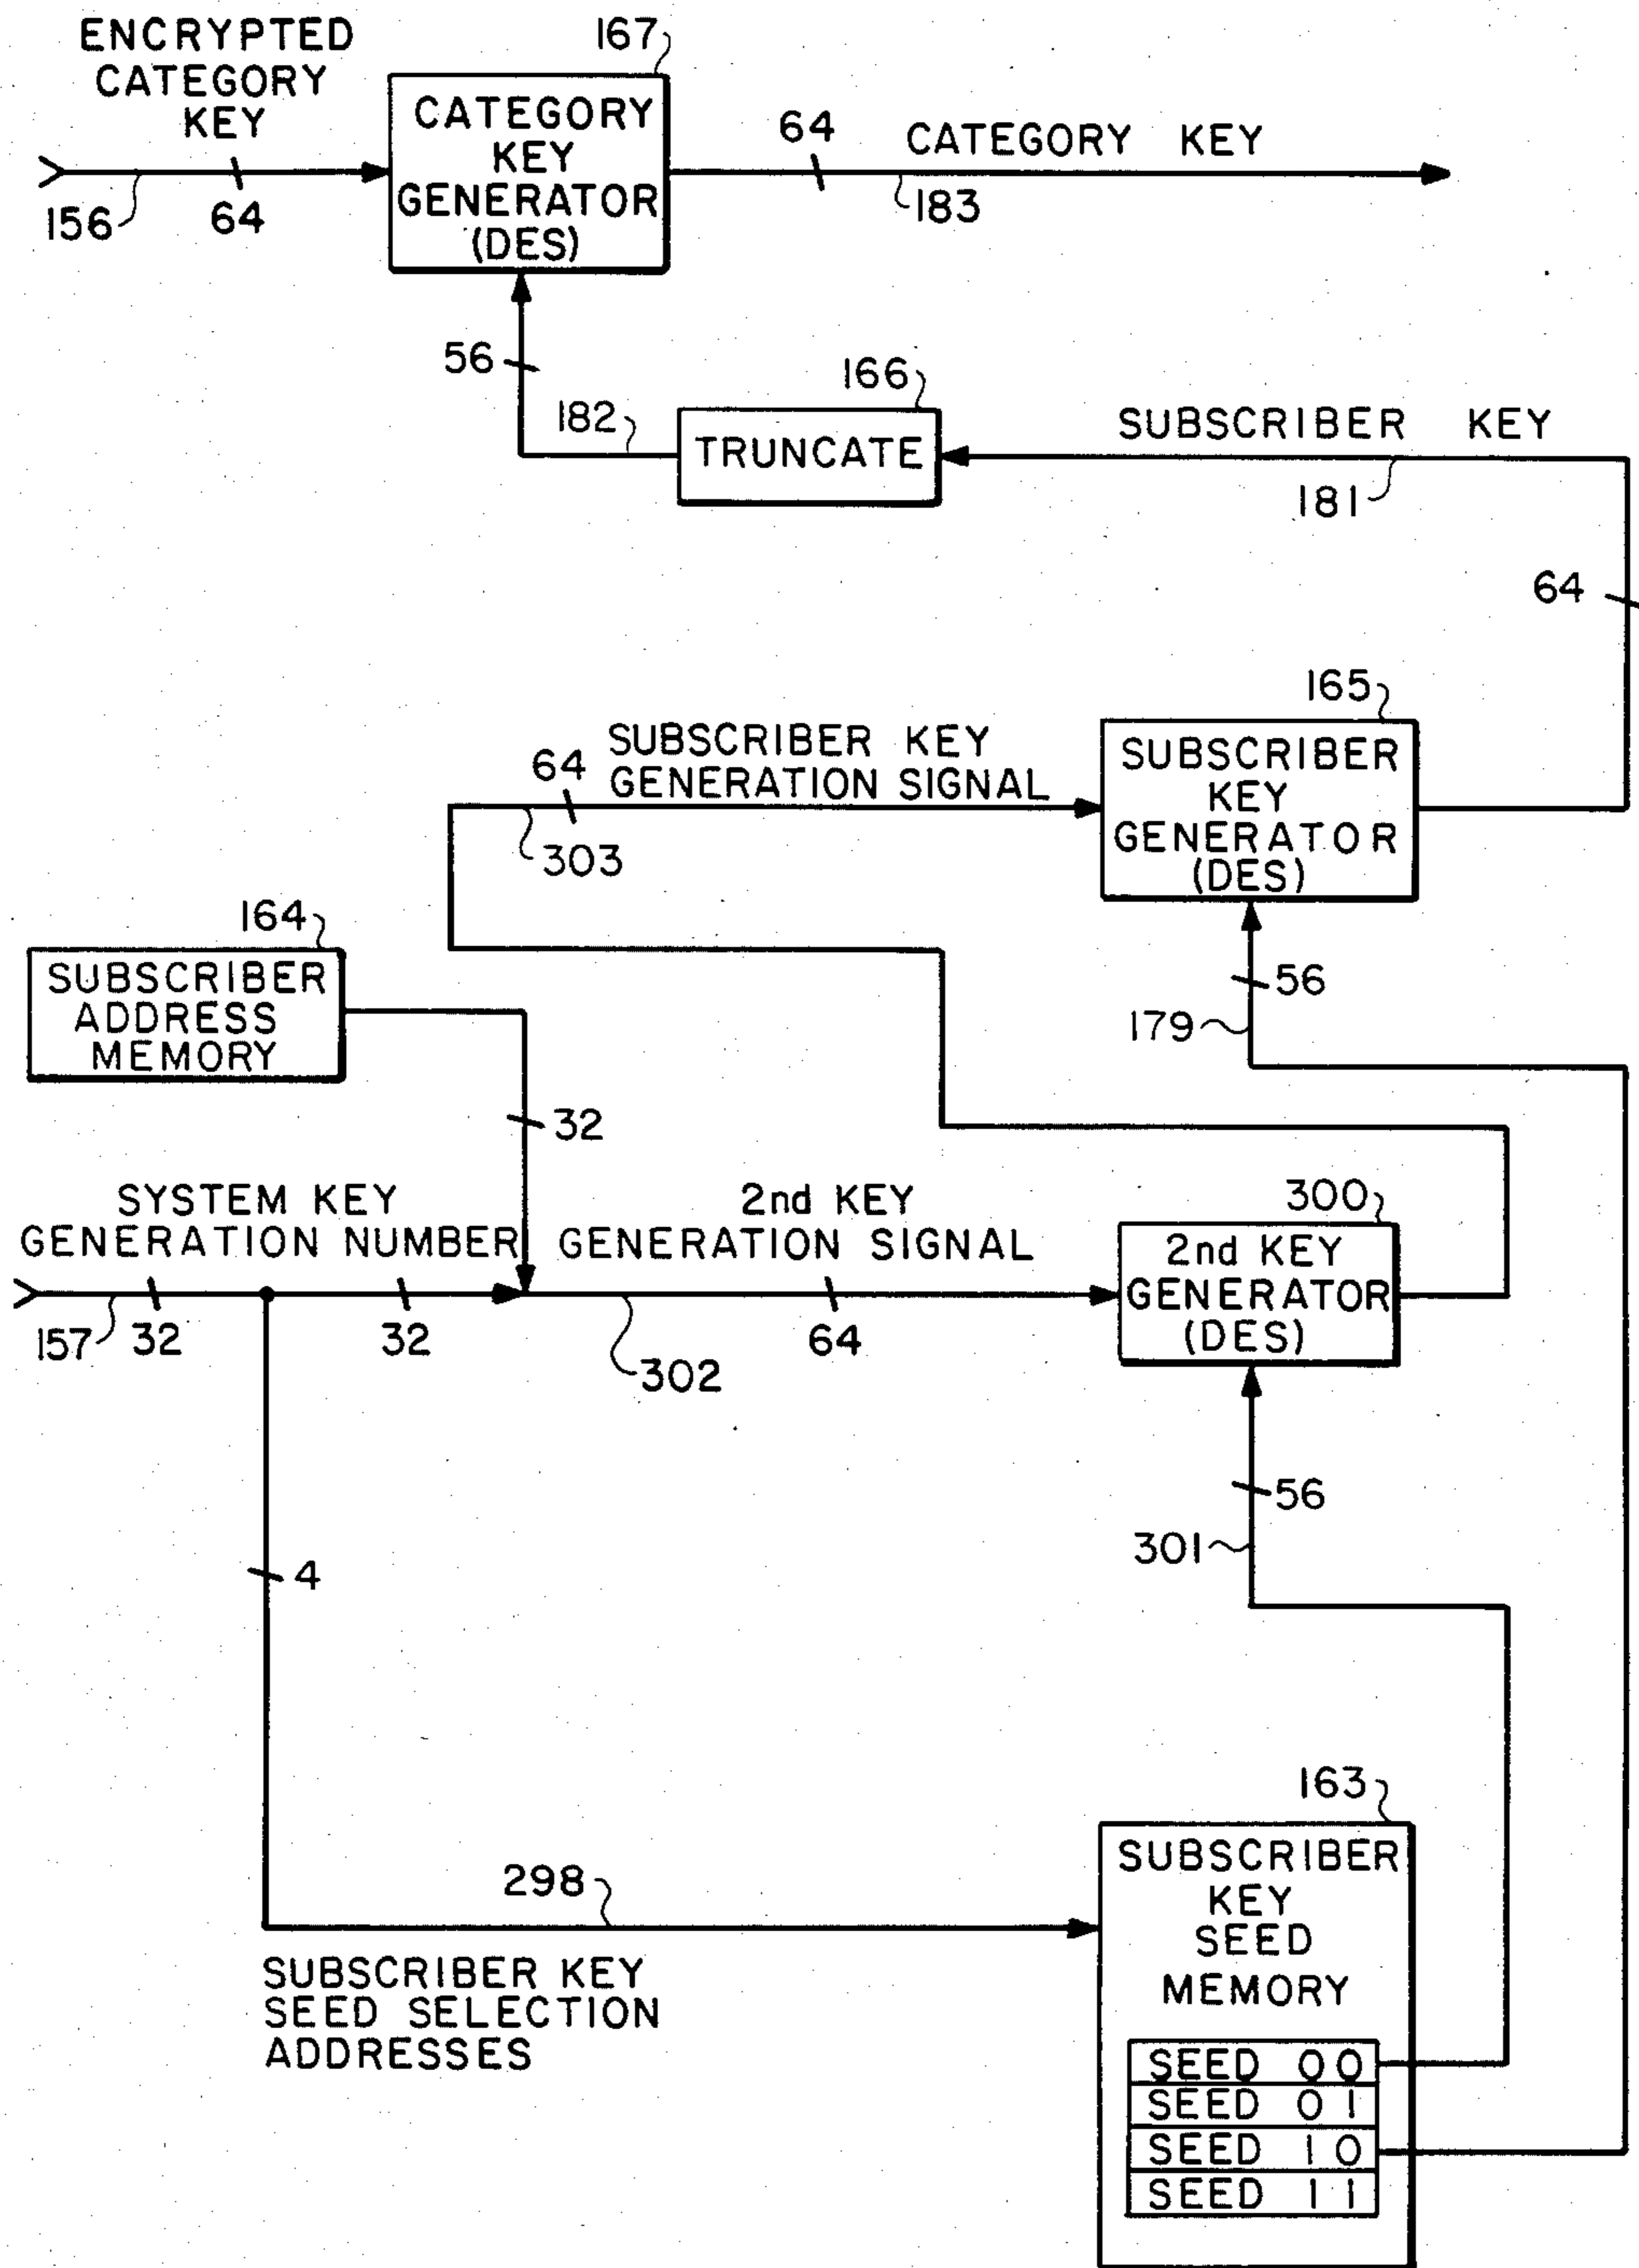 ENCRYPTED
CATEGORY
KEY
167
CATEGORY
KEY
GENERATOR
(DES)
64
CATEGORY KEY
156
64
183
56
166
182
TRUNCATE
SUBSCRIBER KEY
181
64
165
SUBSCRIBER KEY
GENERATION SIGNAL
64
303
SUBSCRIBER
KEY
GENERATOR
(DES)
164
SUBSCRIBER
ADDRESS
MEMORY
56
179
32
SYSTEM KEY
GENERATION NUMBER
2nd KEY
GENERATION SIGNAL
300
2nd KEY
GENERATOR
(DES)
157
32
32
302
64
56
301
4
163
298
SUBSCRIBER KEY
SEED SELECTION
ADDRESSES
SUBSCRIBER
KEY
SEED
MEMORY
SEED 00
SEED 01
SEED 10
SEED 11